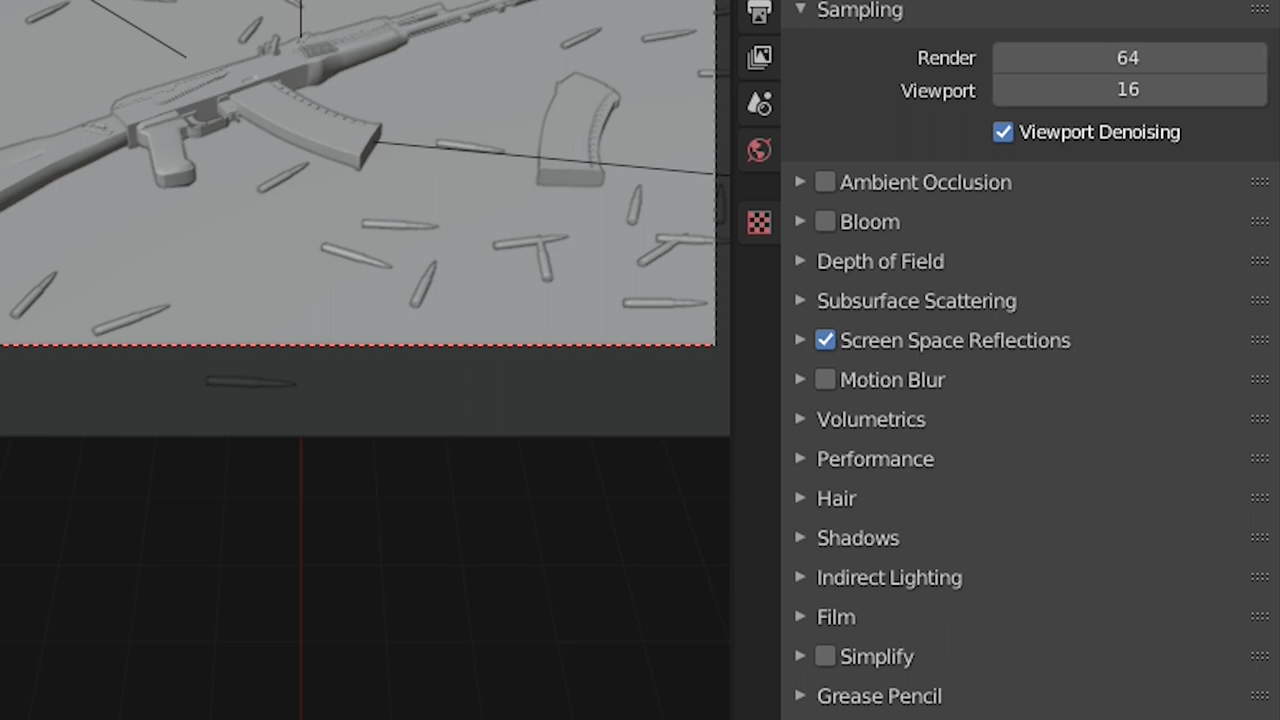 Sampling
Render 64
Viewport 16
Viewport Denoising
Ambient Occlusion
Bloom
Depth of Field
Subsurface Scattering
Screen Space Reflections
Motion Blur
Volumetrics
Performance
Hair
Shadows
Indirect Lighting
Film
Simplify
Grease Pencil